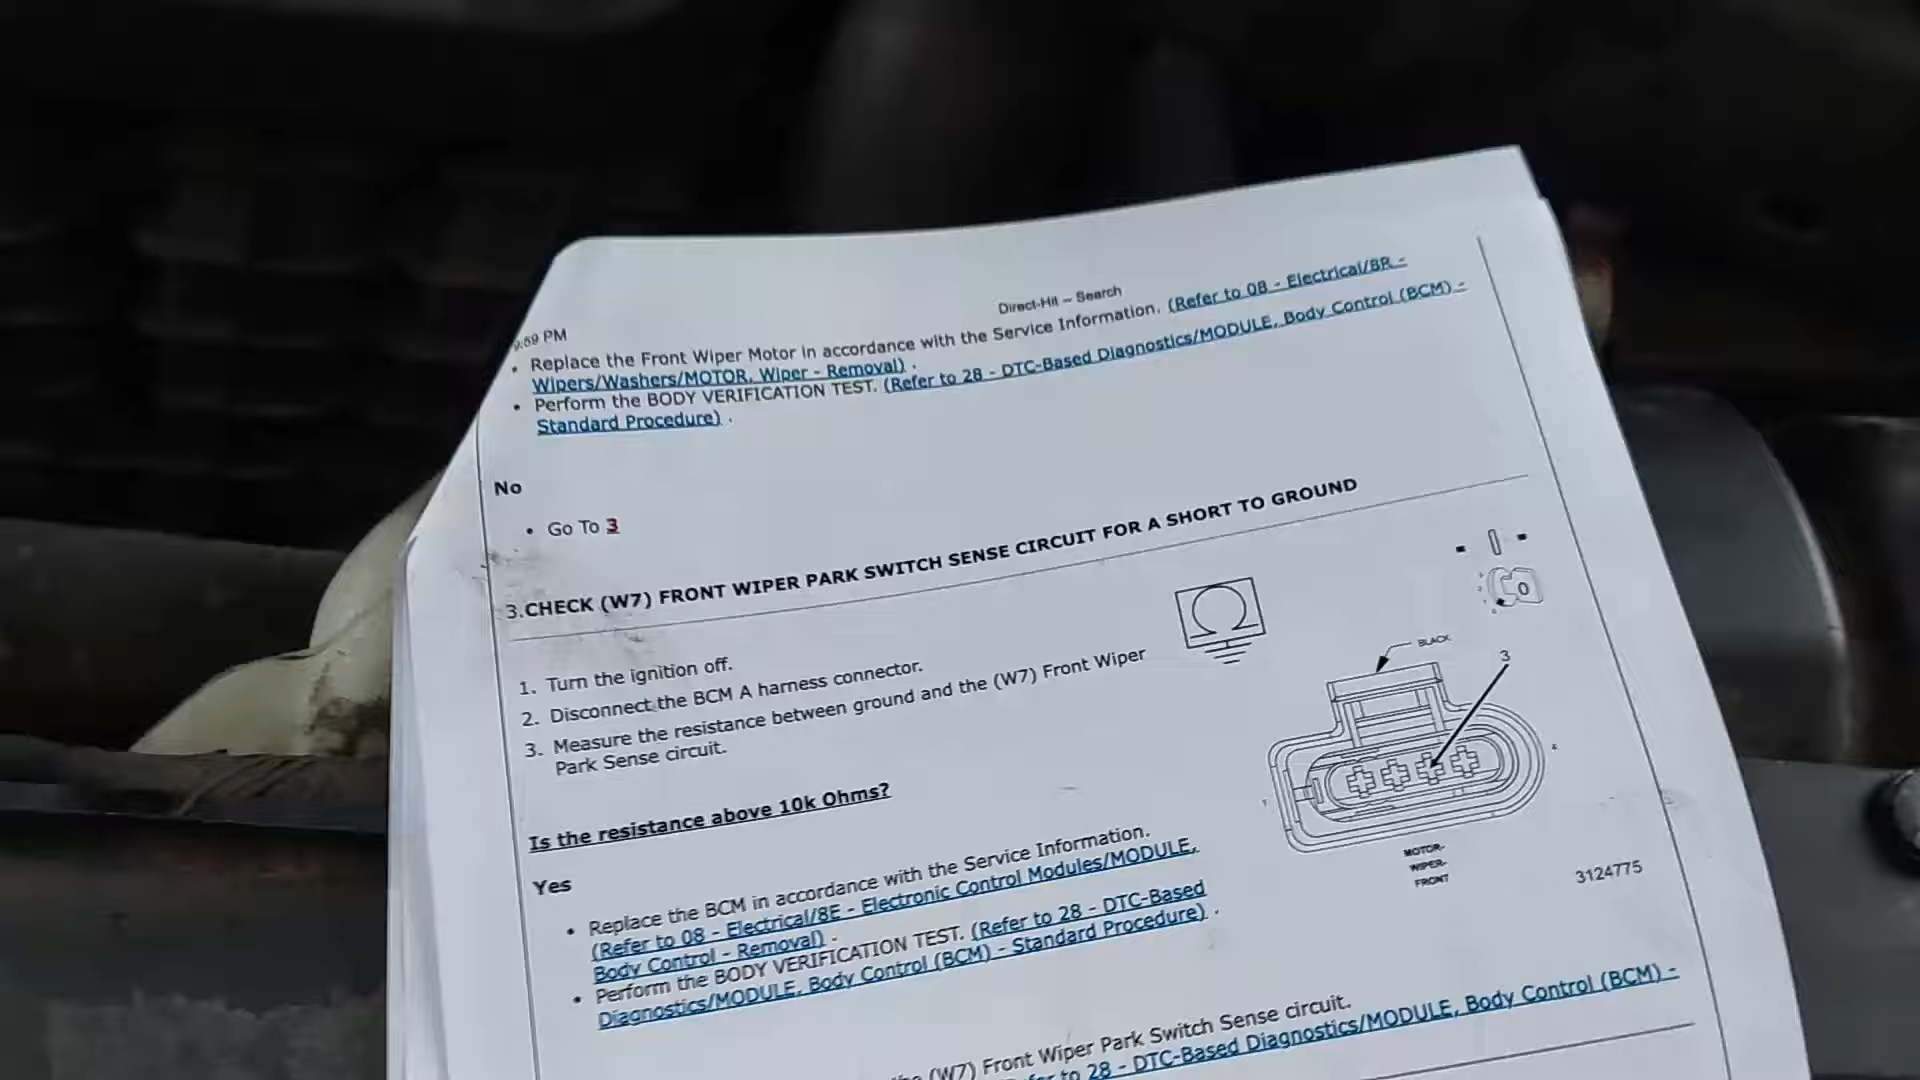 9:59 PM
Direct-Hit -- Search
• Replace the Front Wiper Motor in accordance with the Service Information. (Refer to 08 - Electrical/8R -
Wipers/Washers/MOTOR, Wiper - Removal) .
• Perform the BODY VERIFICATION TEST. (Refer to 28 - DTC-Based Diagnostics/MODULE, Body Control (BCM) -
Standard Procedure) .
No
• Go To 3
3.CHECK (W7) FRONT WIPER PARK SWITCH SENSE CIRCUIT FOR A SHORT TO GROUND
1. Turn the ignition off.
2. Disconnect the BCM A harness connector.
3. Measure the resistance between ground and the (W7) Front Wiper
Park Sense circuit.
Is the resistance above 10k Ohms?
Yes
• Replace the BCM in accordance with the Service Information.
(Refer to 08 - Electrical/8E - Electronic Control Modules/MODULE,
Body Control - Removal) .
• Perform the BODY VERIFICATION TEST. (Refer to 28 - DTC-Based
Diagnostics/MODULE, Body Control (BCM) - Standard Procedure) .
(W7) Front Wiper Park Switch Sense circuit.
to 28 - DTC-Based Diagnostics/MODULE, Body Control (BCM) -
0
BLACK
3
MOTOR-
WIPER-
FRONT
3124775